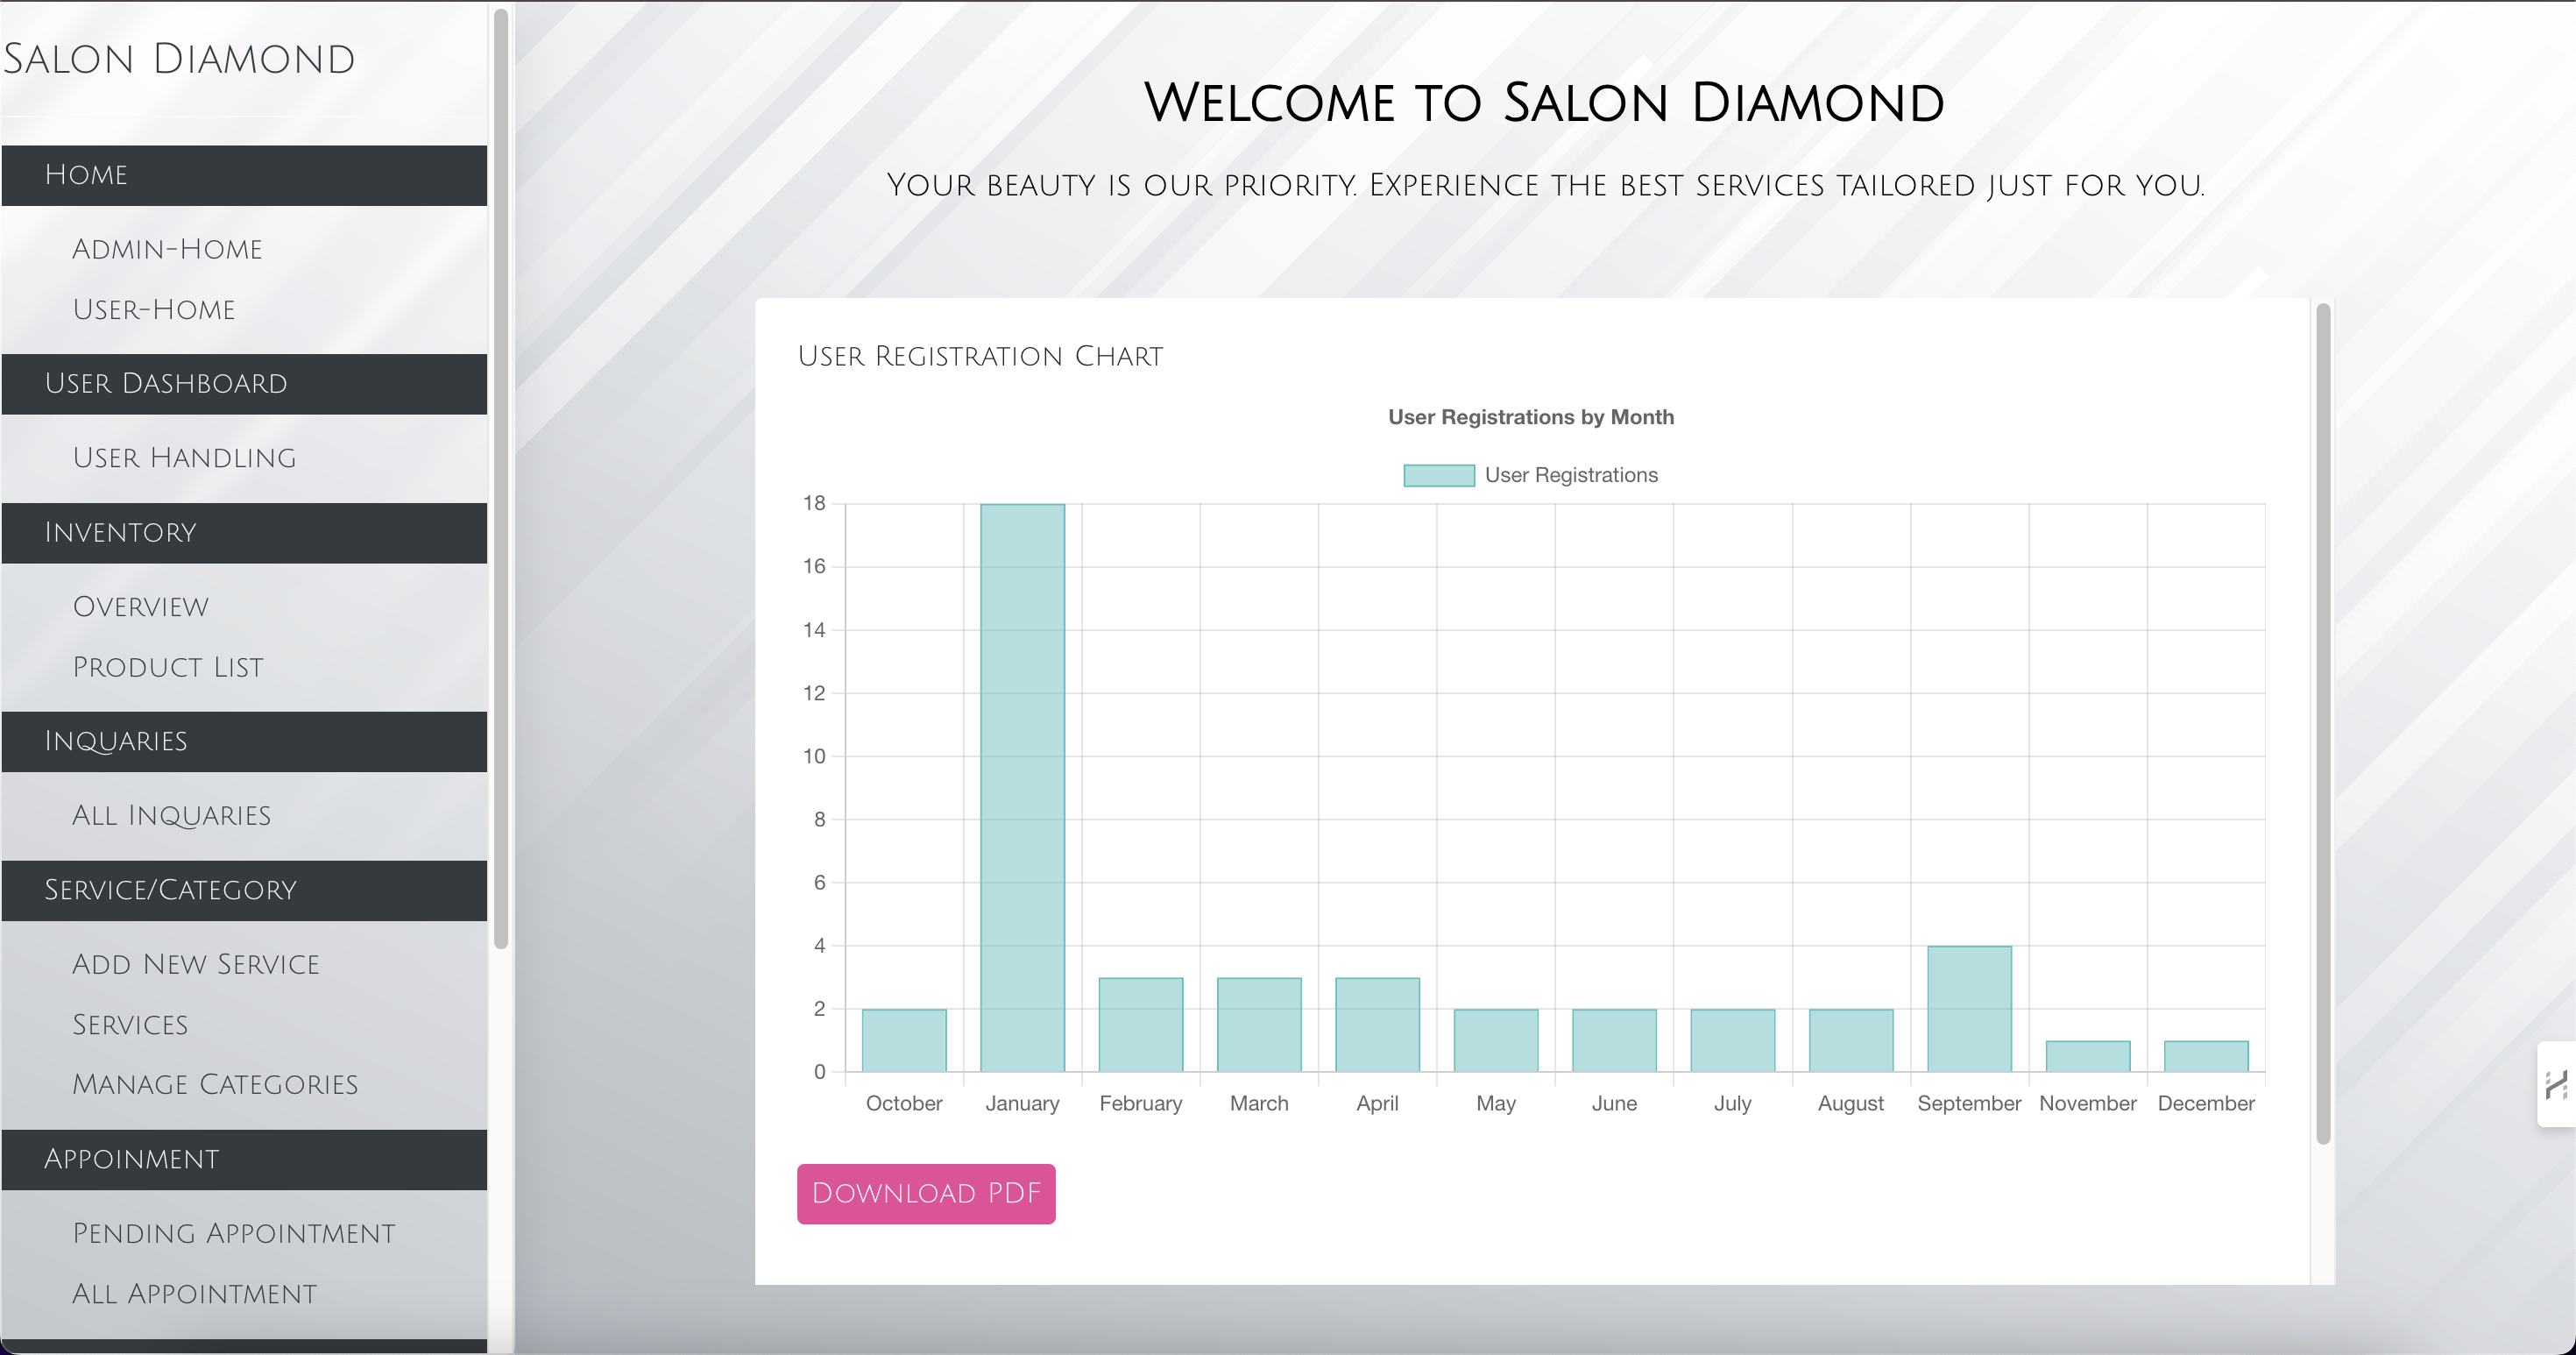 Salon Diamond
Home
Admin-Home
User-Home
User Dashboard
User Handling
Inventory
Overview
Product List
Inquaries
All Inquaries
Service/Category
Add New Service
Services
Manage Categories
Appoinment
Pending Appointment
All Appointment
Welcome to Salon Diamond
Your beauty is our priority. Experience the best services tailored just for you.
User Registration Chart
User Registrations by Month
User Registrations
18
16
14
12
10
8
6
4
2
0
October January February March April May June July August September November December
Download PDF